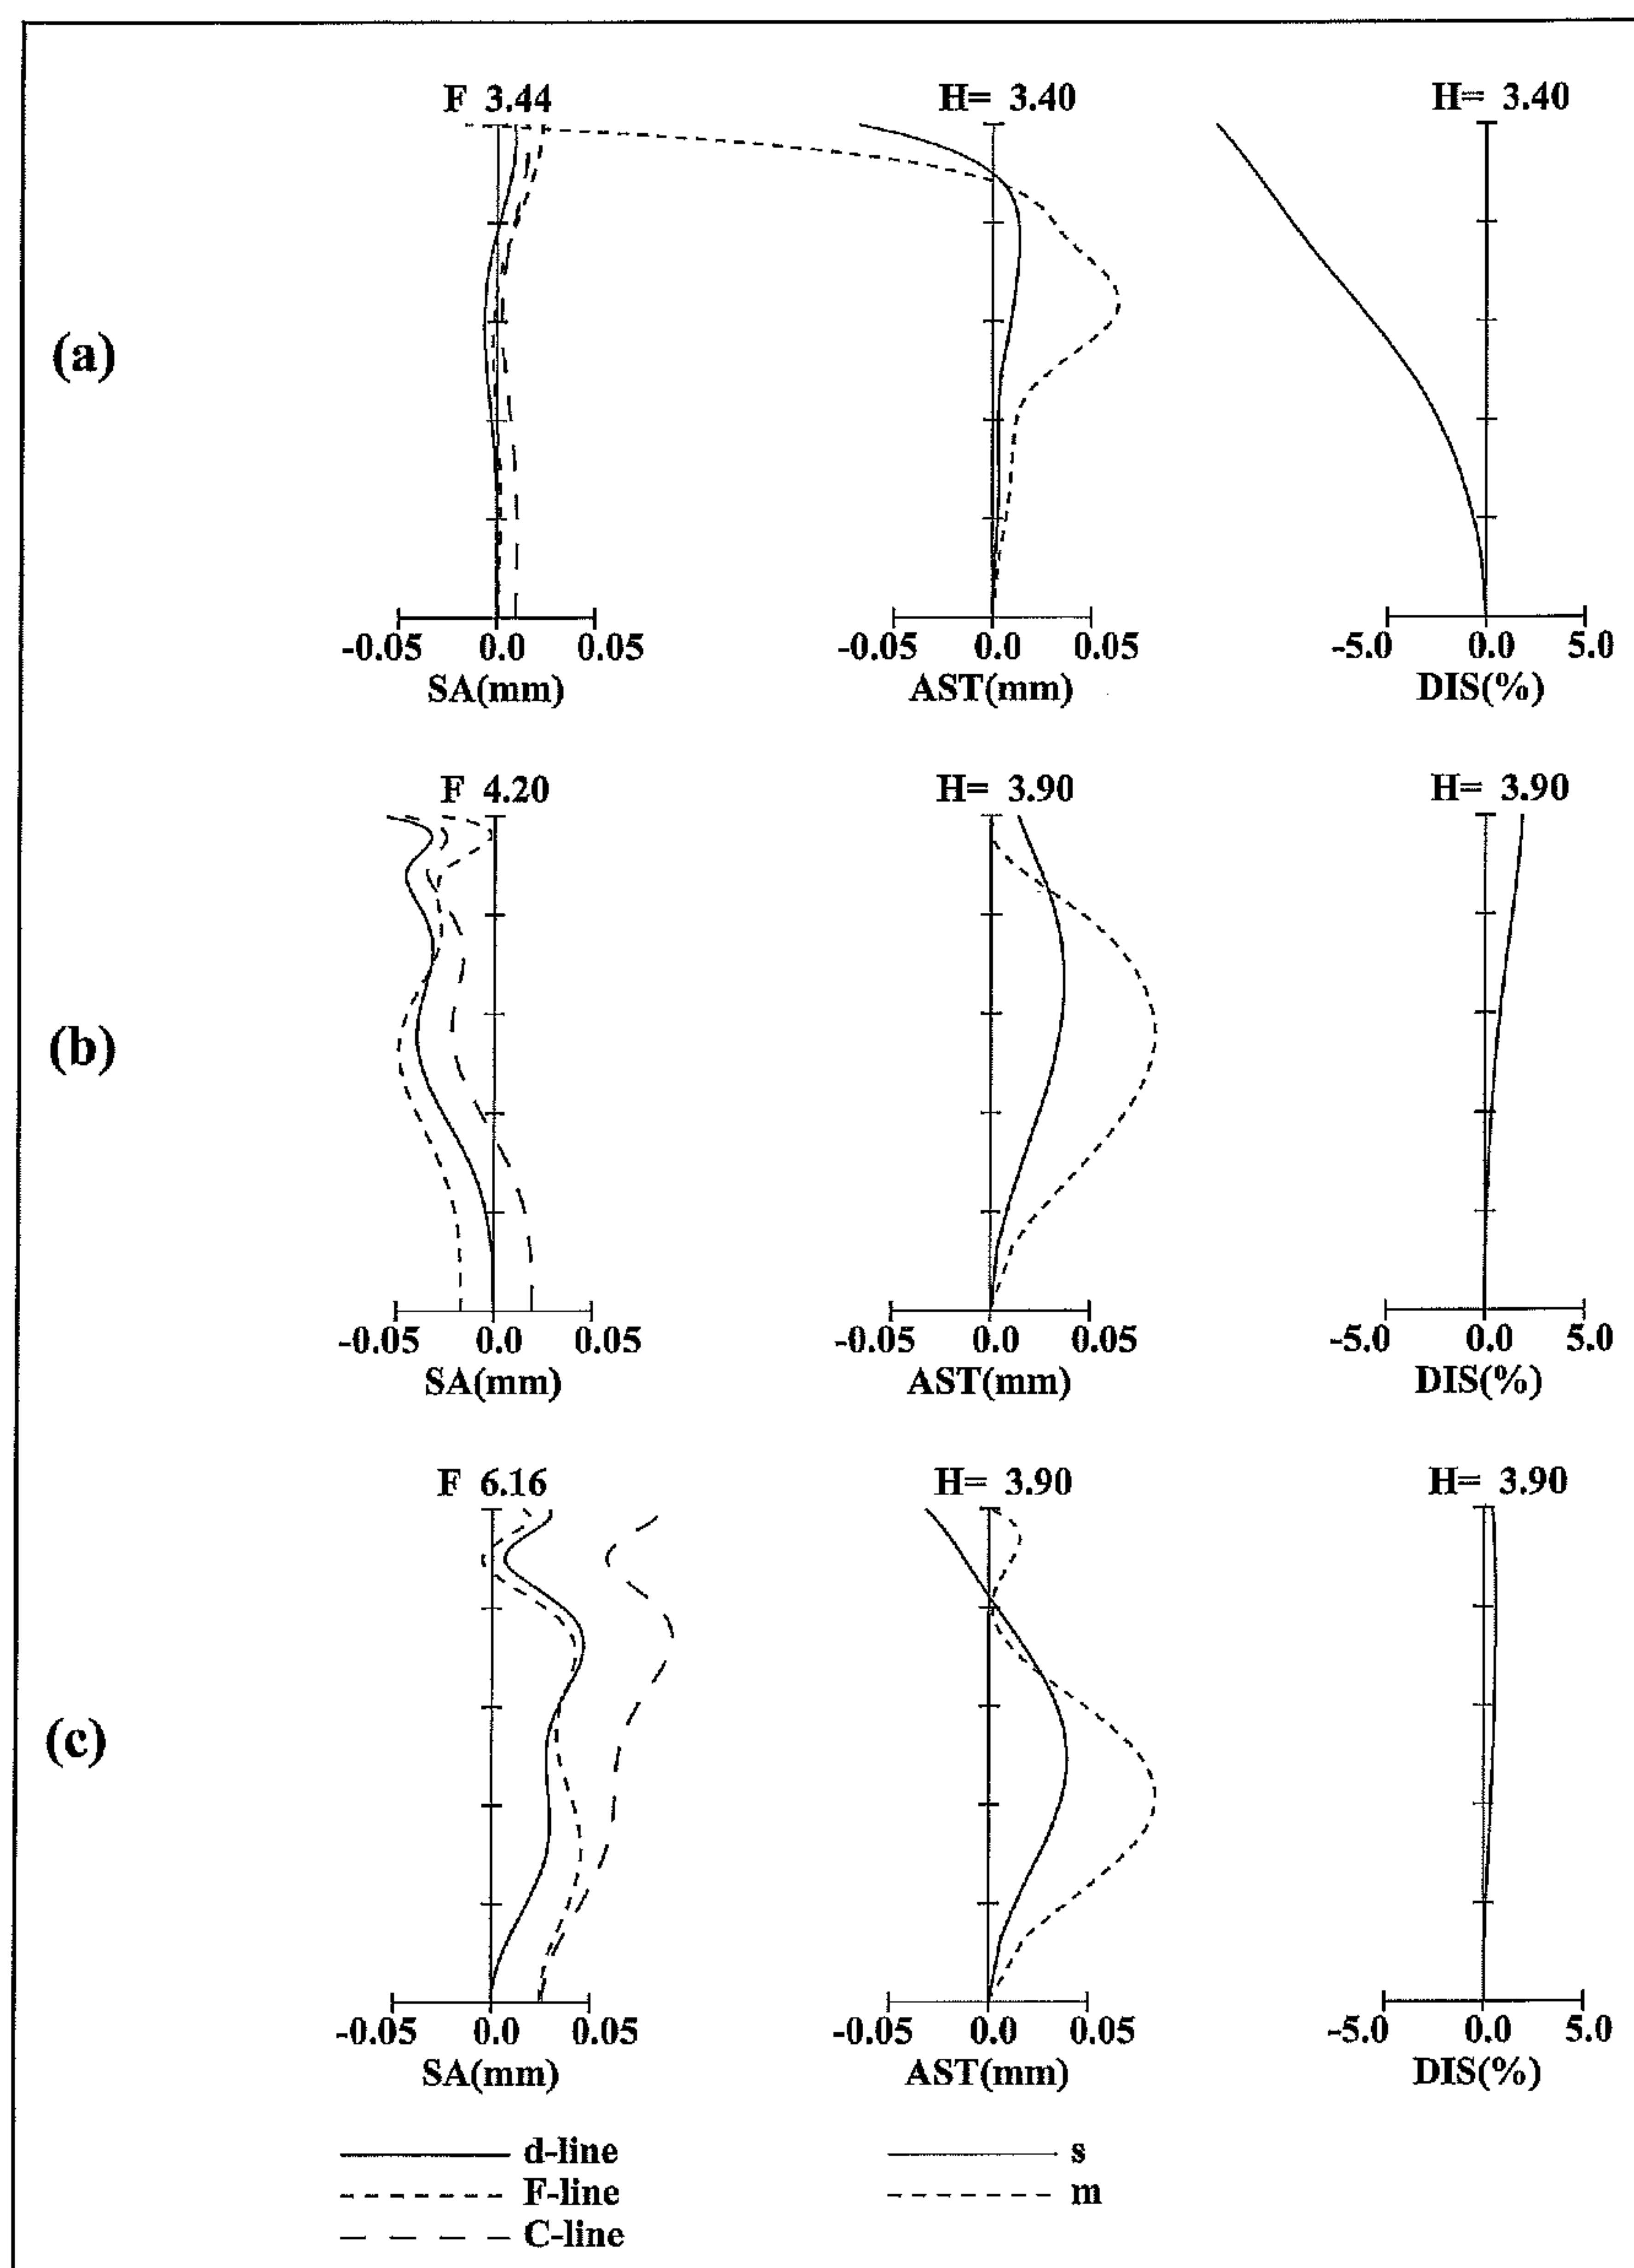 F 3.44 H= 3.40 H= 3.40
(a)
-0.05 0.0 0.05 -0.05 0.0 0.05 -5.0 0.0 5.0
SA(mm) AST(mm) DIS(%)
F 4.20 H= 3.90 H= 3.90
(b)
-0.05 0.0 0.05 -0.05 0.0 0.05 -5.0 0.0 5.0
SA(mm) AST(mm) DIS(%)
F 6.16 H= 3.90 H= 3.90
(c)
-0.05 0.0 0.05 -0.05 0.0 0.05 -5.0 0.0 5.0
SA(mm) AST(mm) DIS(%)
d-line s
F-line m
C-line